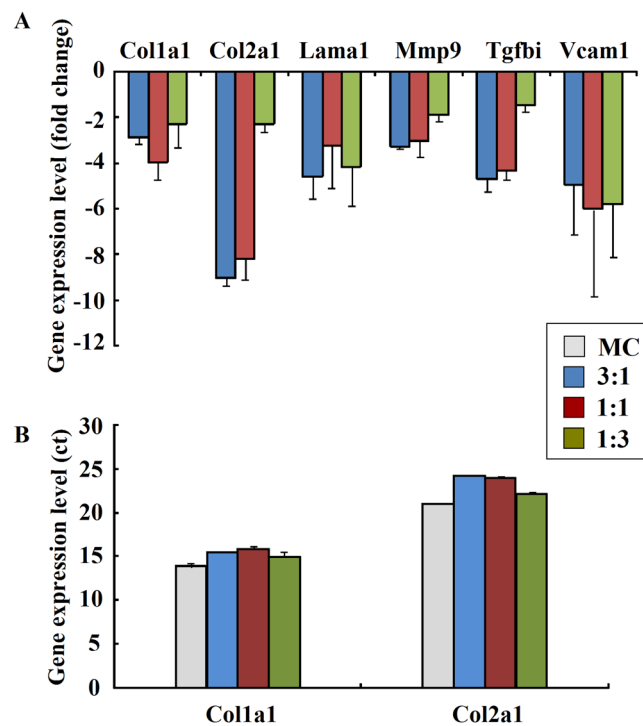 A
Col1a1 Col2a1 Lama1 Mmp9 Tgfbi Vcam1
Gene expression level (fold change)
0
-2
-4
-6
-8
-10
-12
MC
3:1
1:1
1:3
B
Gene expression level (ct)
30
25
20
15
10
5
0
Col1a1 Col2a1